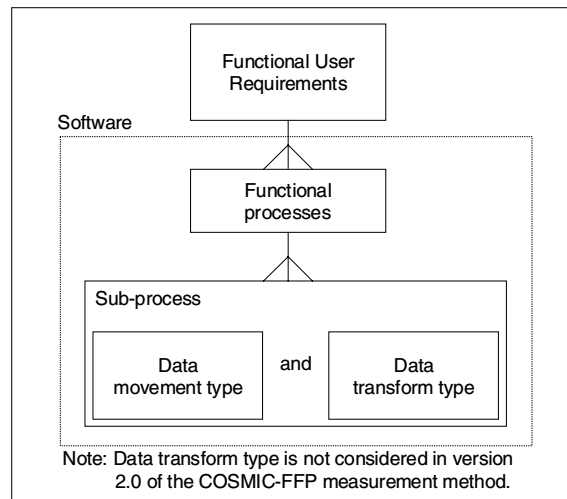 Functional User
Requirements
Software
Functional
processes
Sub-process
Data
movement type
and
Data
transform type
Note: Data transform type is not considered in version
2.0 of the COSMIC-FFP measurement method.